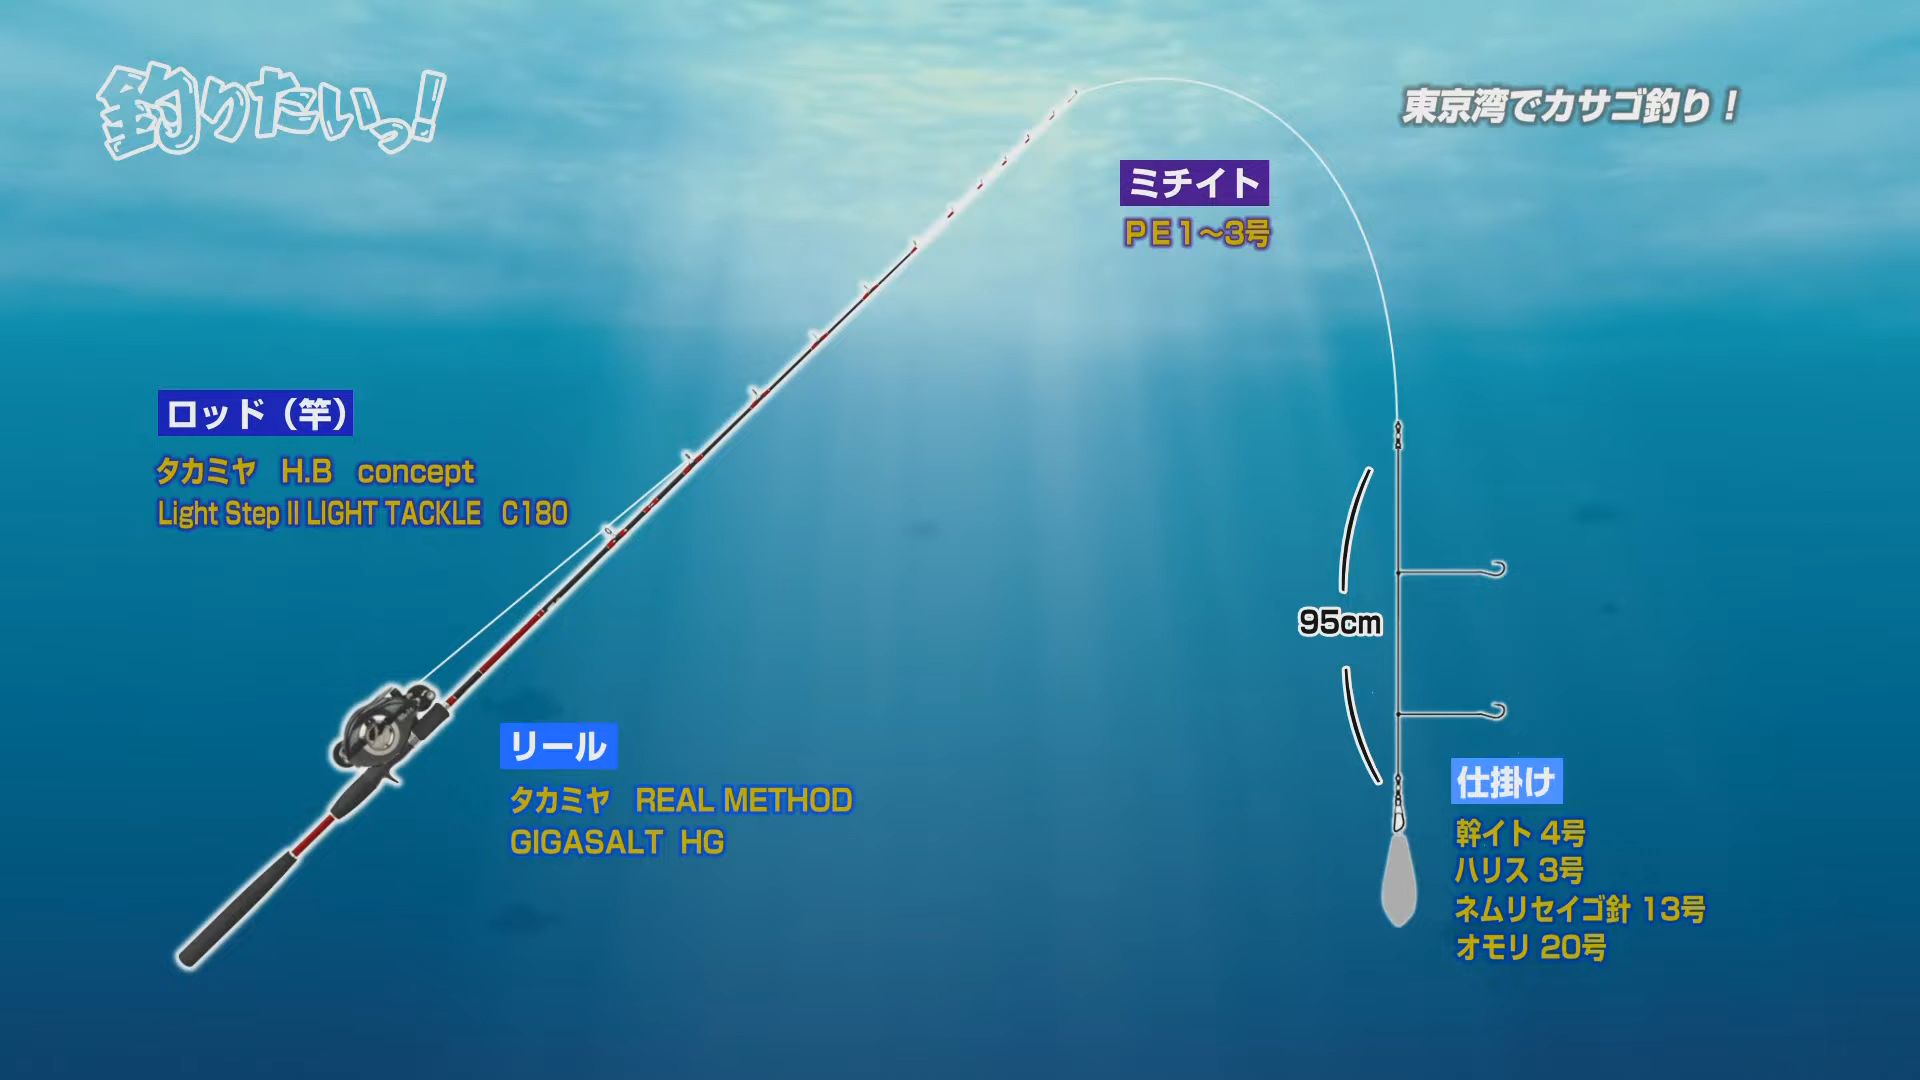 釣りたいっ!
東京湾でカサゴ釣り！
ミチイト
PE1～3号
ロッド（竿）
タカミヤ　H.B　concept
Light Step II LIGHT TACKLE　C180
リール
タカミヤ　REAL METHOD
GIGASALT HG
95cm
仕掛け
幹イト 4号
ハリス 3号
ネムリセイゴ針 13号
オモリ 20号